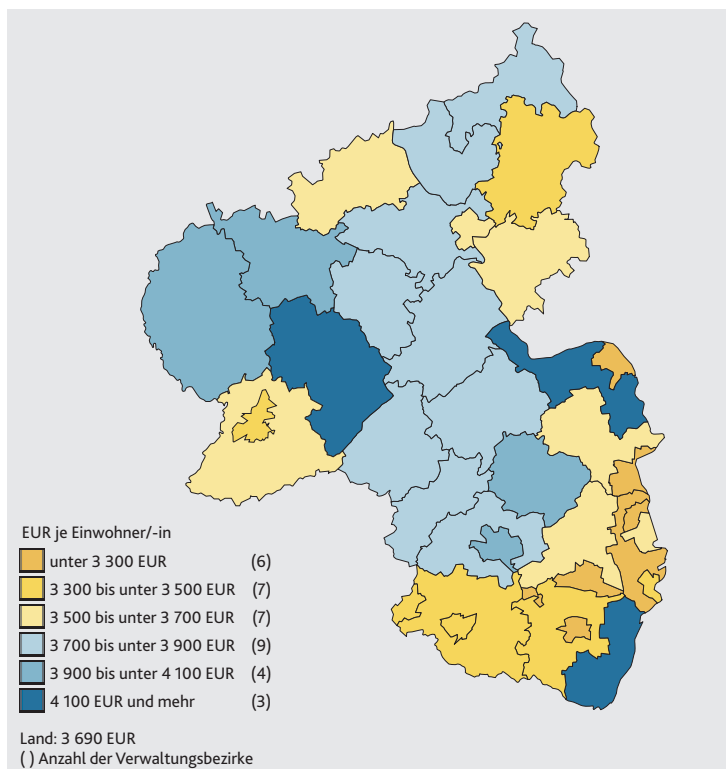 EUR je Einwohner/-in
unter 3 300 EUR (6)
3 300 bis unter 3 500 EUR (7)
3 500 bis unter 3 700 EUR (7)
3 700 bis unter 3 900 EUR (9)
3 900 bis unter 4 100 EUR (4)
4 100 EUR und mehr (3)
Land: 3 690 EUR
( ) Anzahl der Verwaltungsbezirke